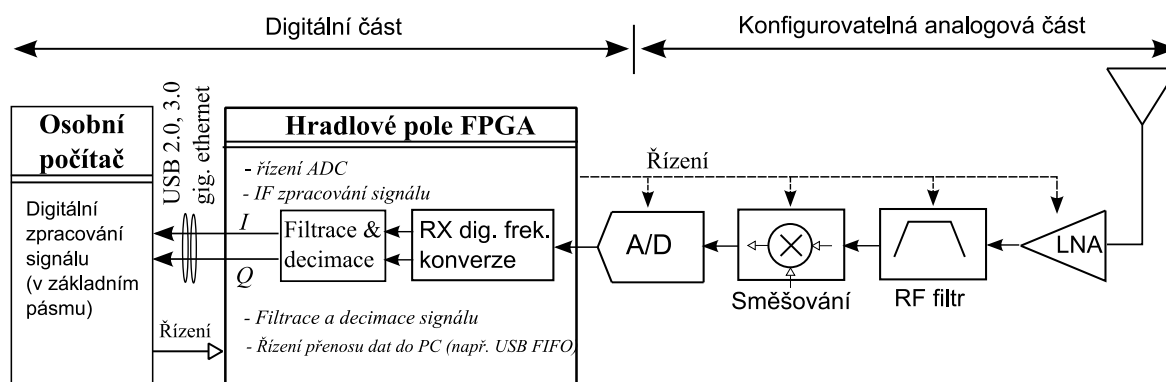 Digitální část
Konfigurovatelná analogová část
Osobní
počítač
Digitální
zpracování
signálu
(v základním
pásmu)
USB 2.0, 3.0
gig. ethernet
I
Q
Řízení
Hradlové pole FPGA
- řízení ADC
- IF zpracování signálu
Filtrace &
decimace
RX dig. frek.
konverze
- Filtrace a decimace signálu
- Řízení přenosu dat do PC (např. USB FIFO)
Řízení
A/D
Směšování
RF filtr
LNA